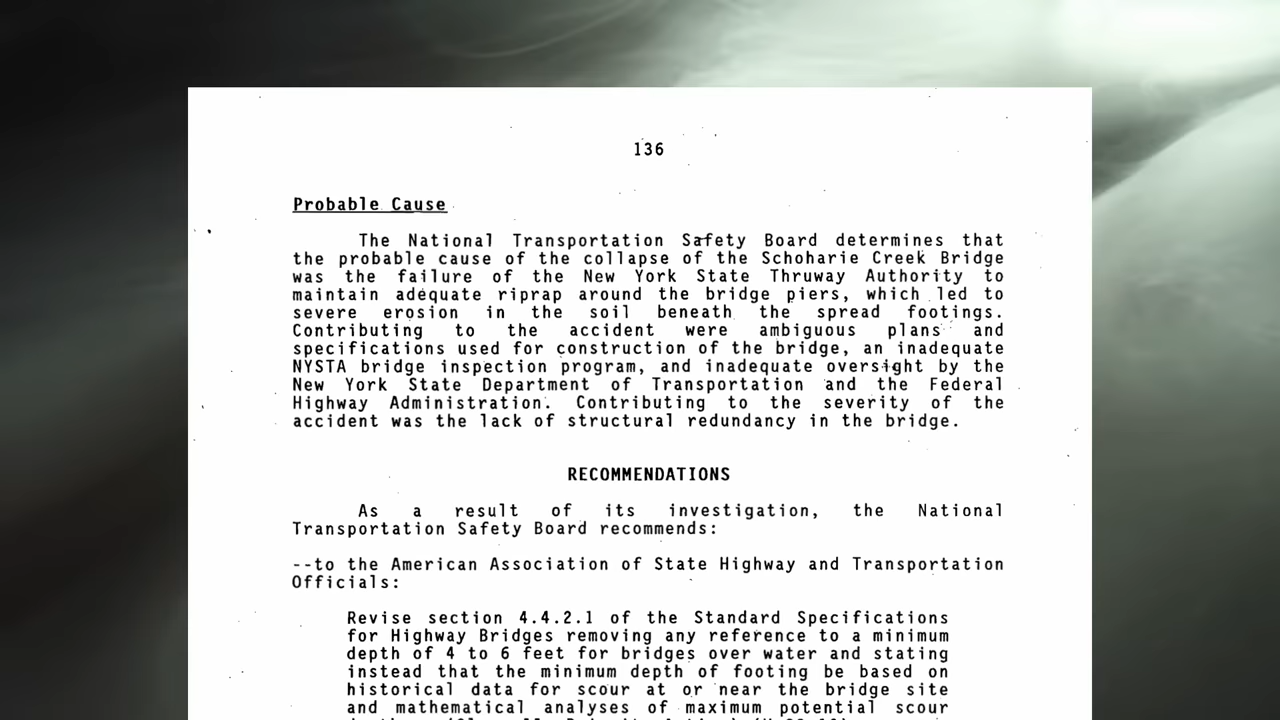 136
Probable Cause
The National Transportation Safety Board determines that
the probable cause of the collapse of the Schoharie Creek Bridge
was the failure of the New York State Thruway Authority to
maintain adequate riprap around the bridge piers, which led to
severe erosion in the soil beneath the spread footings.
Contributing to the accident were ambiguous plans and
specifications used for construction of the bridge, an inadequate
NYSTA bridge inspection program, and inadequate oversight by the
New York State Department of Transportation and the Federal
Highway Administration. Contributing to the severity of the
accident was the lack of structural redundancy in the bridge.
RECOMMENDATIONS
As a result of its investigation, the National
Transportation Safety Board recommends:
--to the American Association of State Highway and Transportation
Officials:
Revise section 4.4.2.1 of the Standard Specifications
for Highway Bridges removing any reference to a minimum
depth of 4 to 6 feet for bridges over water and stating
instead that the minimum depth of footing be based on
historical data for scour at or near the bridge site
and mathematical analyses of maximum potential scour